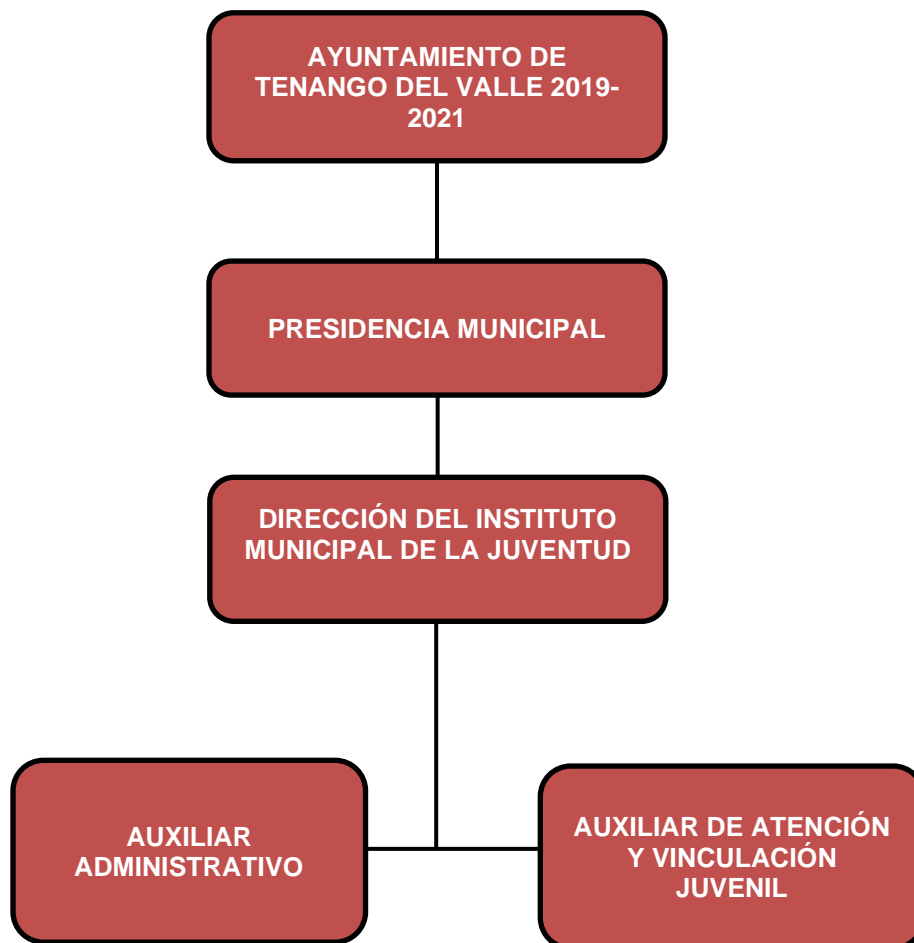 AYUNTAMIENTO DE
TENANGO DEL VALLE 2019-
2021
PRESIDENCIA MUNICIPAL
DIRECCIÓN DEL INSTITUTO
MUNICIPAL DE LA JUVENTUD
AUXILIAR
ADMINISTRATIVO
AUXILIAR DE ATENCIÓN
Y VINCULACIÓN
JUVENIL